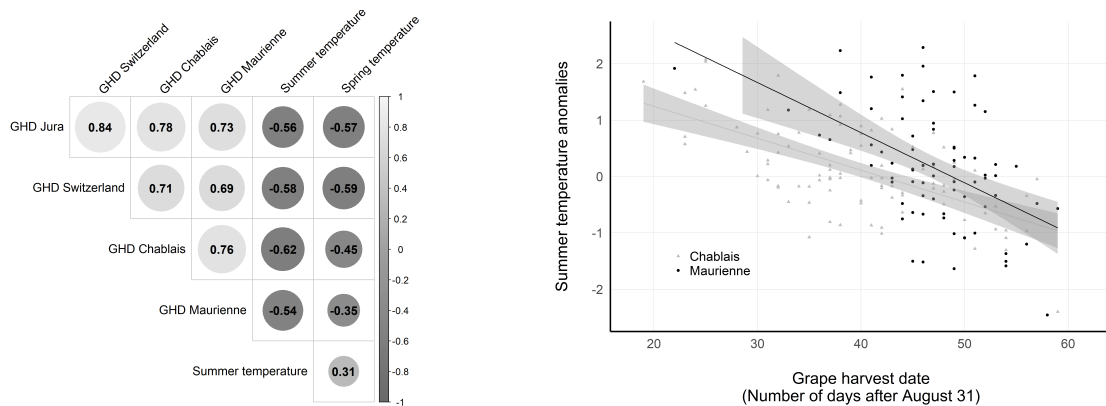 GHD Switzerland
GHD Chablais
GHD Maurienne
Summer temperature
Spring temperature
GHD Jura 0.84 0.78 0.73 -0.56 -0.57
GHD Switzerland 0.71 0.69 -0.58 -0.59
GHD Chablais 0.76 -0.62 -0.45
GHD Maurienne -0.54 -0.35
Summer temperature 0.31
1
0.8
0.6
0.4
0.2
0
-0.2
-0.4
-0.6
-0.8
-1
Summer temperature anomalies
2
1
0
-1
-2
Chablais
Maurienne
20 30 40 50 60
Grape harvest date
(Number of days after August 31)